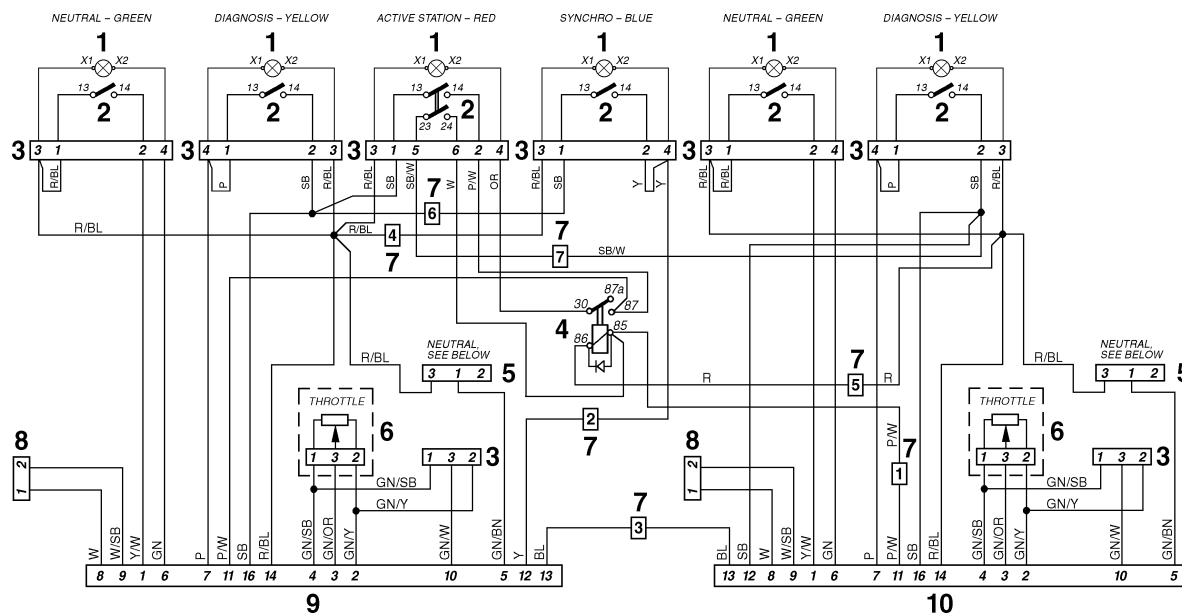 NEUTRAL – GREEN DIAGNOSIS – YELLOW ACTIVE STATION – RED SYNCHRO – BLUE NEUTRAL – GREEN DIAGNOSIS – YELLOW
1 1 1 1 1 1
X1 X2 X1 X2 X1 X2 X1 X2 X1 X2 X1 X2
13 14 13 14 13 14 13 14 13 14 13 14
2 2 2 2 2 2
23 24
3 3 1 2 4 3 4 1 2 3 3 3 1 5 6 2 4 3 3 1 2 4 3 3 1 2 4 3 4 1 2 3
R/BL P SB R/BL R/BL SB SB/W W P/W OR R/BL SB Y Y R/BL R/BL P SB R/BL
7
6
R/BL R/BL 4 7 SB/W
7 7
87a
30 87
4 86 85
NEUTRAL, SEE BELOW
R/BL 3 1 2 5
R 7 5 R
NEUTRAL, SEE BELOW
R/BL 3 1 2 5
THROTTLE 6
2
7
P/W 7
1
THROTTLE 6
8 2 1
1 3 2 1 3 2 3
GN/SB
GN/Y
8 2 1
1 3 2 1 3 2 3
GN/SB
GN/Y
7
3
W W/SB Y/W GN P P/W SB R/BL GN/SB GN/OR GN/Y GN/W GN/BN Y BL
BL SB W W/SB Y/W GN P P/W SB R/BL GN/SB GN/OR GN/Y GN/W GN/BN
8 9 1 6 7 11 16 14 4 3 2 10 5 12 13
13 12 8 9 1 6 7 11 16 14 4 3 2 10 5
9 10